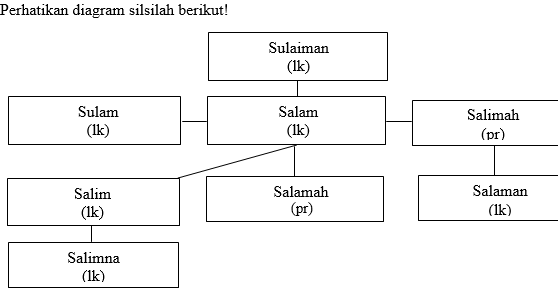 Perhatikan diagram silsilah berikut!
Sulaiman
(lk)
Sulam
(lk)
Salam
(lk)
Salimah
(pr)
Salim
(lk)
Salamah
(pr)
Salaman
(lk)
Salimna
(lk)